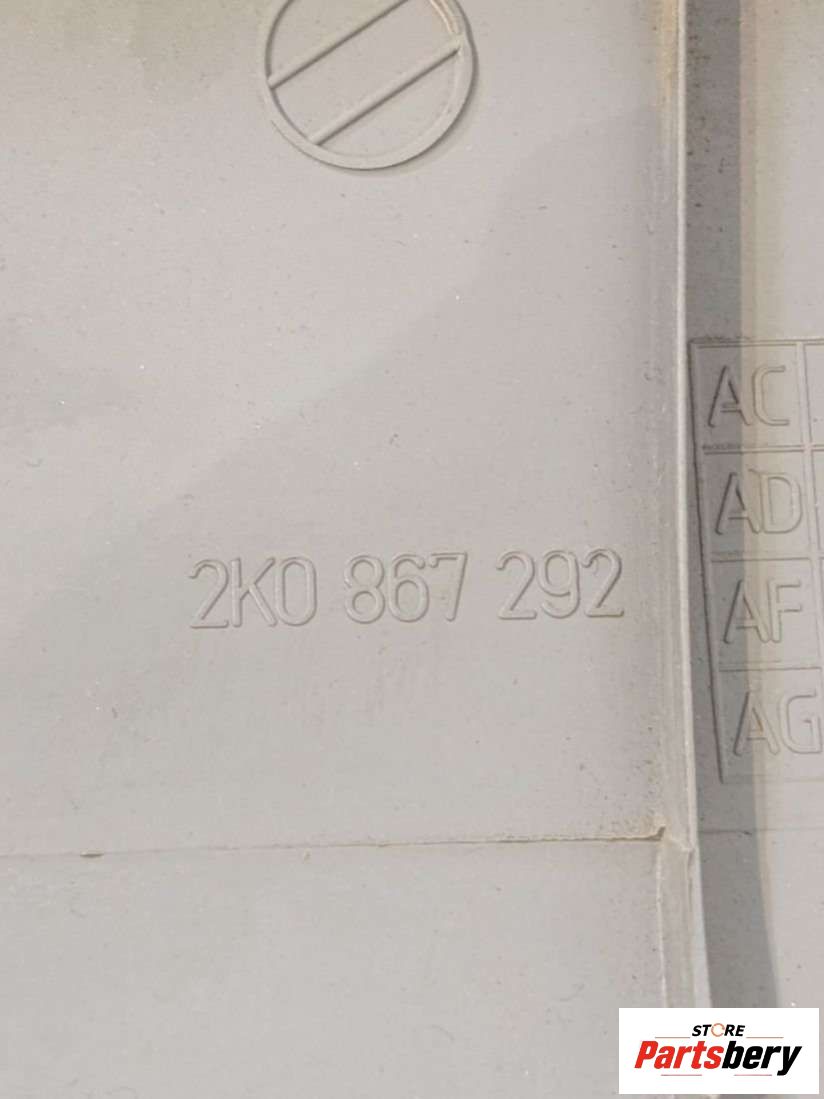 AC
AD
2K0 867 292
AF
AG
STORE
Partsbery